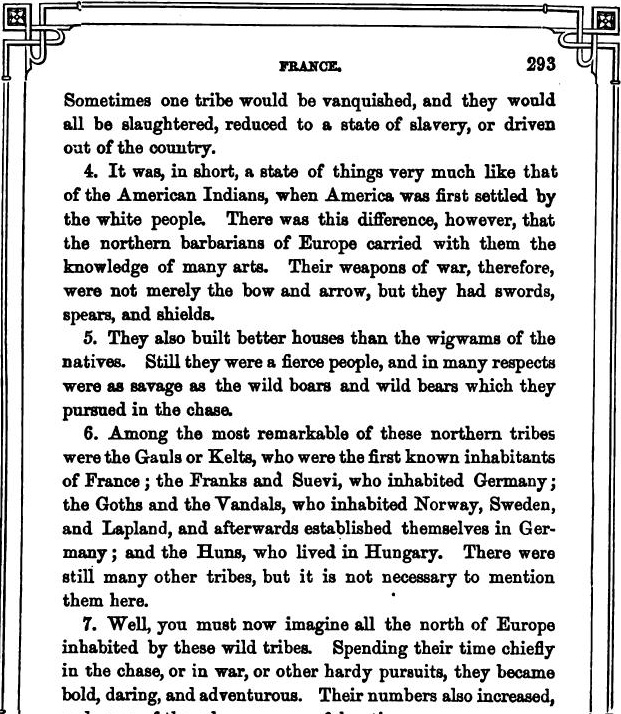 FRANCE. 293
Sometimes one tribe would be vanquished, and they would
all be slaughtered, reduced to a state of slavery, or driven
out of the country.
4. It was, in short, a state of things very much like that
of the American Indians, when America was first settled by
the white people. There was this difference, however, that
the northern barbarians of Europe carried with them the
knowledge of many arts. Their weapons of war, therefore,
were not merely the bow and arrow, but they had swords,
spears, and shields.
5. They also built better houses than the wigwams of the
natives. Still they were a fierce people, and in many respects
were as savage as the wild boars and wild bears which they
pursued in the chase.
6. Among the most remarkable of these northern tribes
were the Gauls or Kelts, who were the first known inhabitants
of France; the Franks and Suevi, who inhabited Germany;
the Goths and the Vandals, who inhabited Norway, Sweden,
and Lapland, and afterwards established themselves in Ger-
many; and the Huns, who lived in Hungary. There were
still many other tribes, but it is not necessary to mention
them here.
7. Well, you must now imagine all the north of Europe
inhabited by these wild tribes. Spending their time chiefly
in the chase, or in war, or other hardy pursuits, they became
bold, daring, and adventurous. Their numbers also increased,